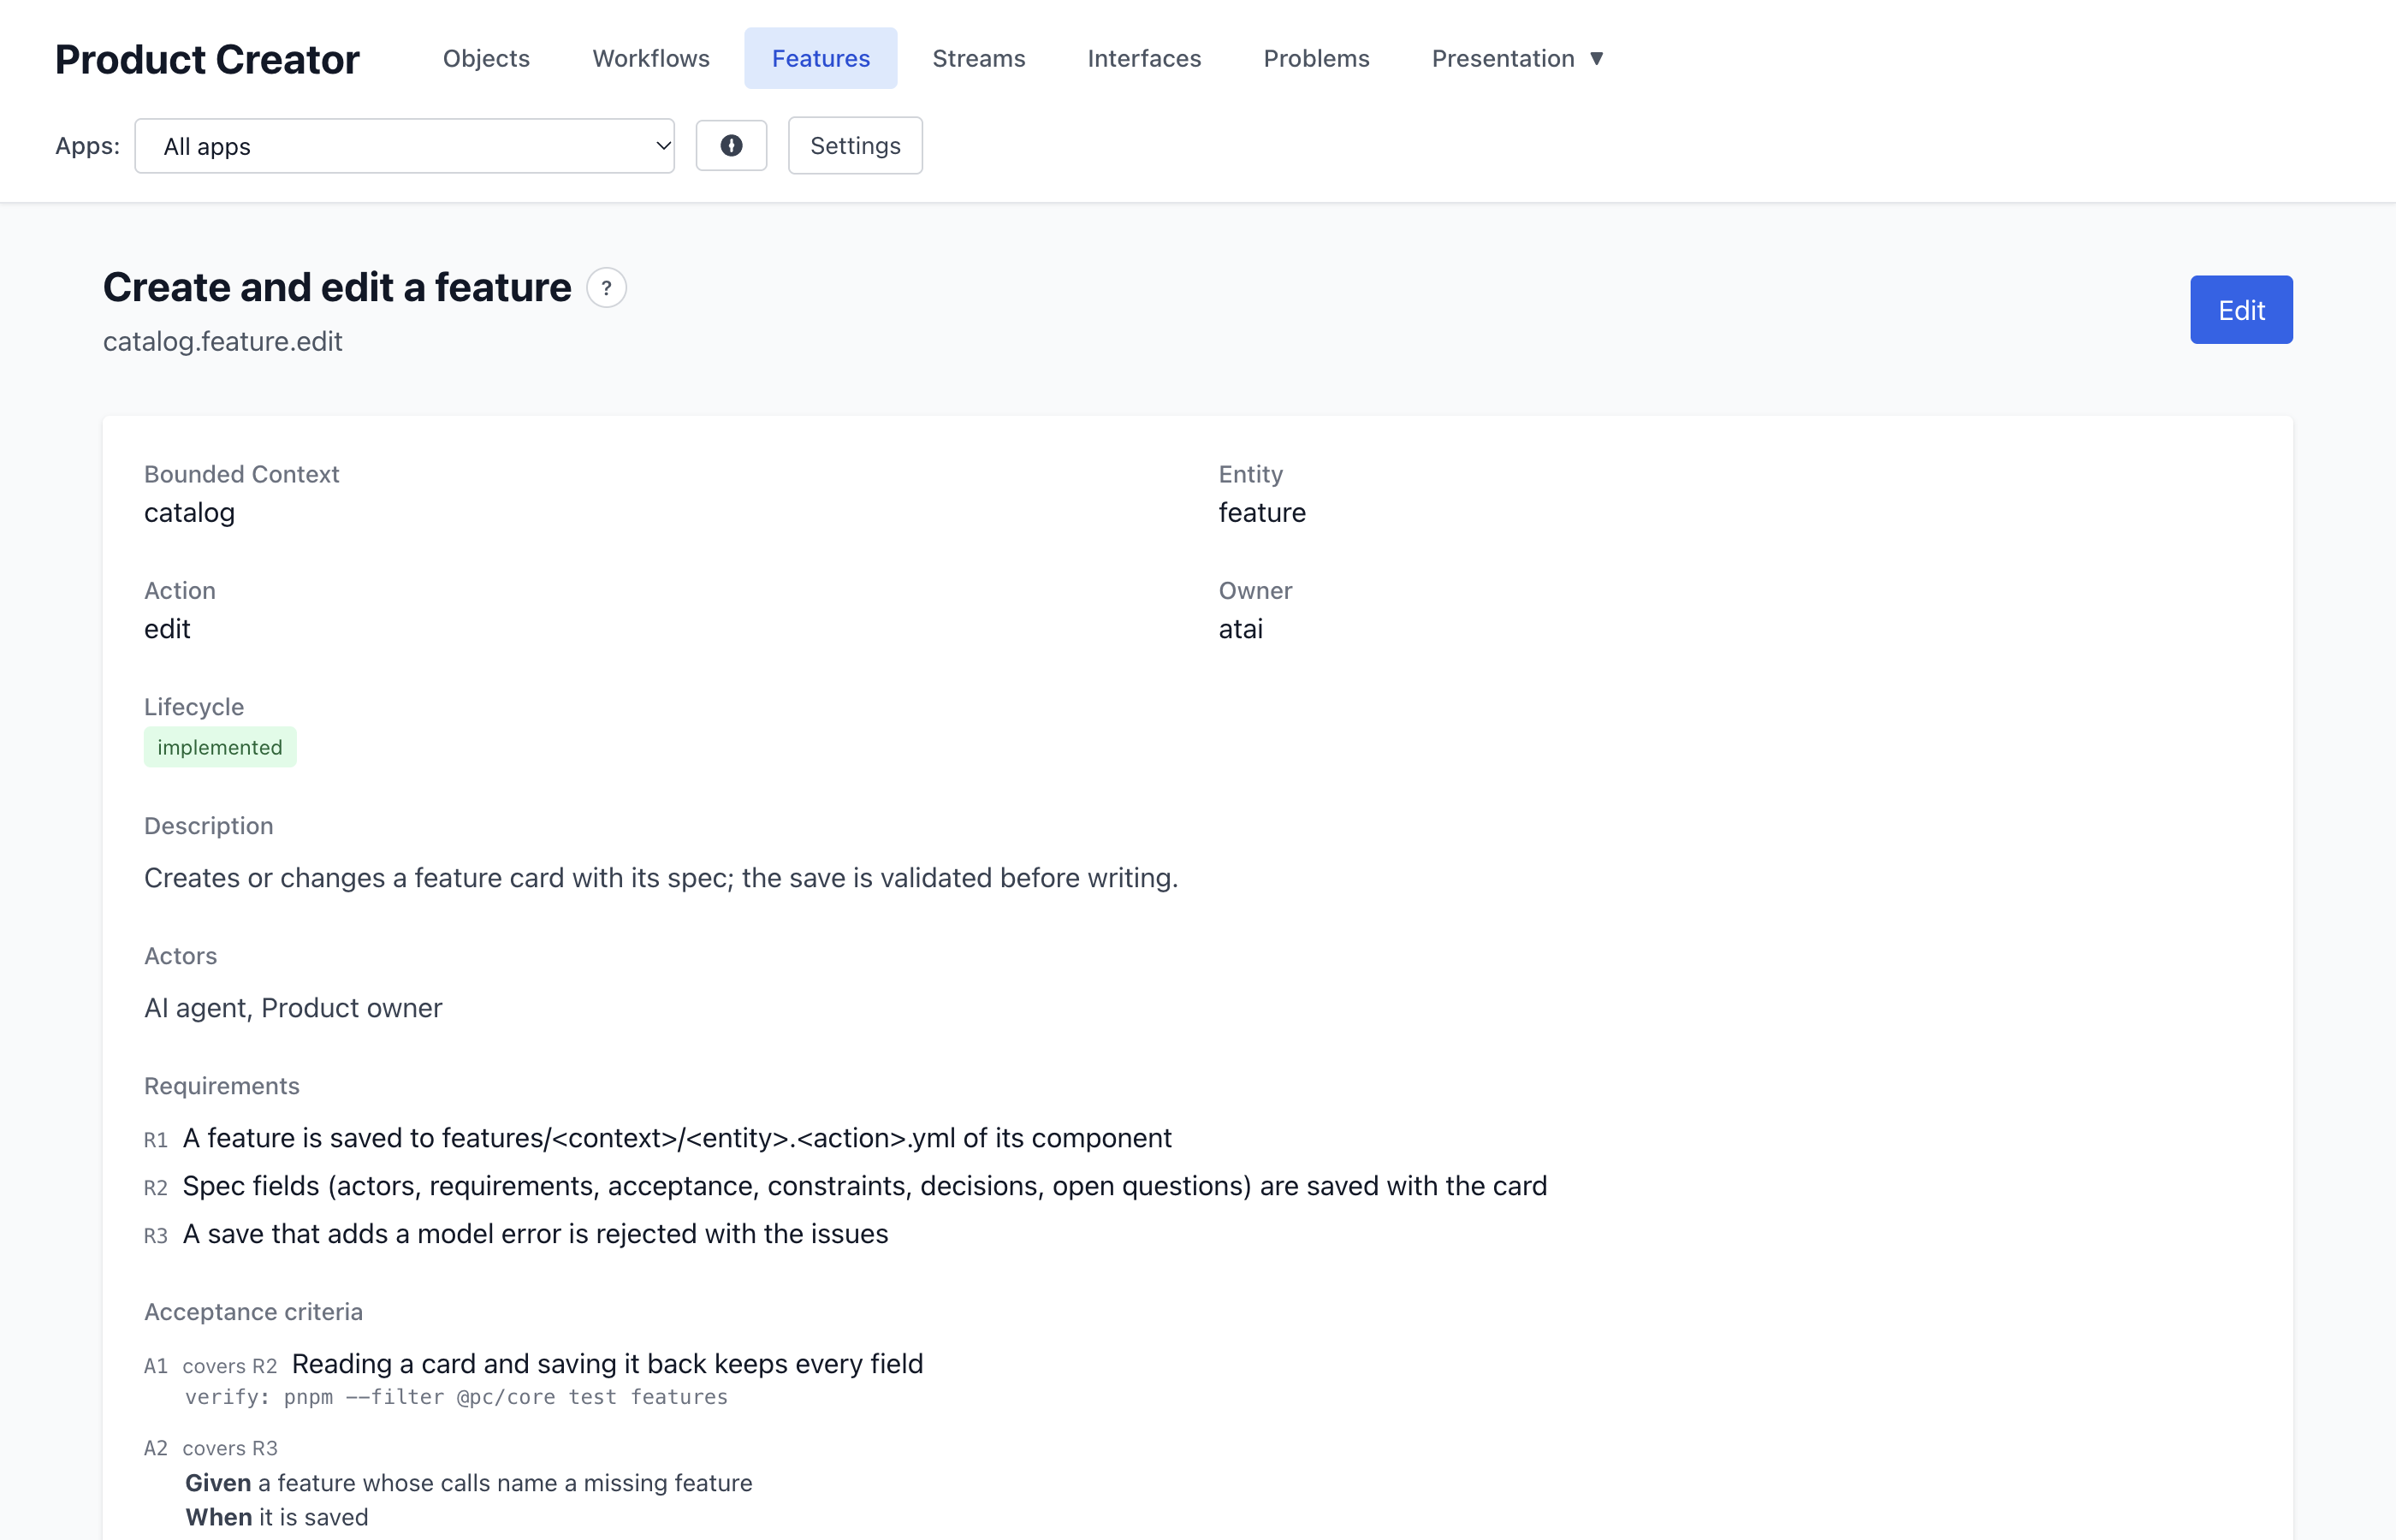 Product Creator
Objects
Workflows
Features
Streams
Interfaces
Problems
Presentation ▼
Apps:
All apps
Settings
Create and edit a feature
?
catalog.feature.edit
Edit
Bounded Context
catalog
Entity
feature
Action
edit
Owner
atai
Lifecycle
implemented
Description
Creates or changes a feature card with its spec; the save is validated before writing.
Actors
AI agent, Product owner
Requirements
R1 A feature is saved to features/<context>/<entity>.<action>.yml of its component
R2 Spec fields (actors, requirements, acceptance, constraints, decisions, open questions) are saved with the card
R3 A save that adds a model error is rejected with the issues
Acceptance criteria
A1 covers R2 Reading a card and saving it back keeps every field
verify: pnpm --filter @pc/core test features
A2 covers R3
Given a feature whose calls name a missing feature
When it is saved